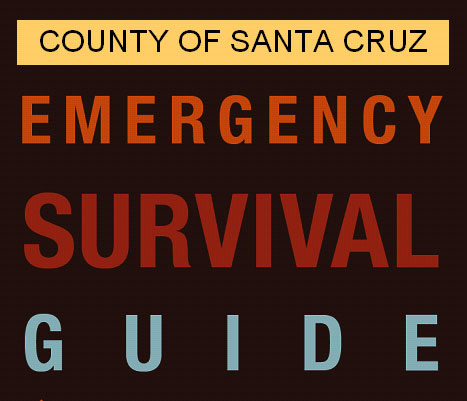 COUNTY OF SANTA CRUZ
EMERGENCY
SURVIVAL
GUIDE